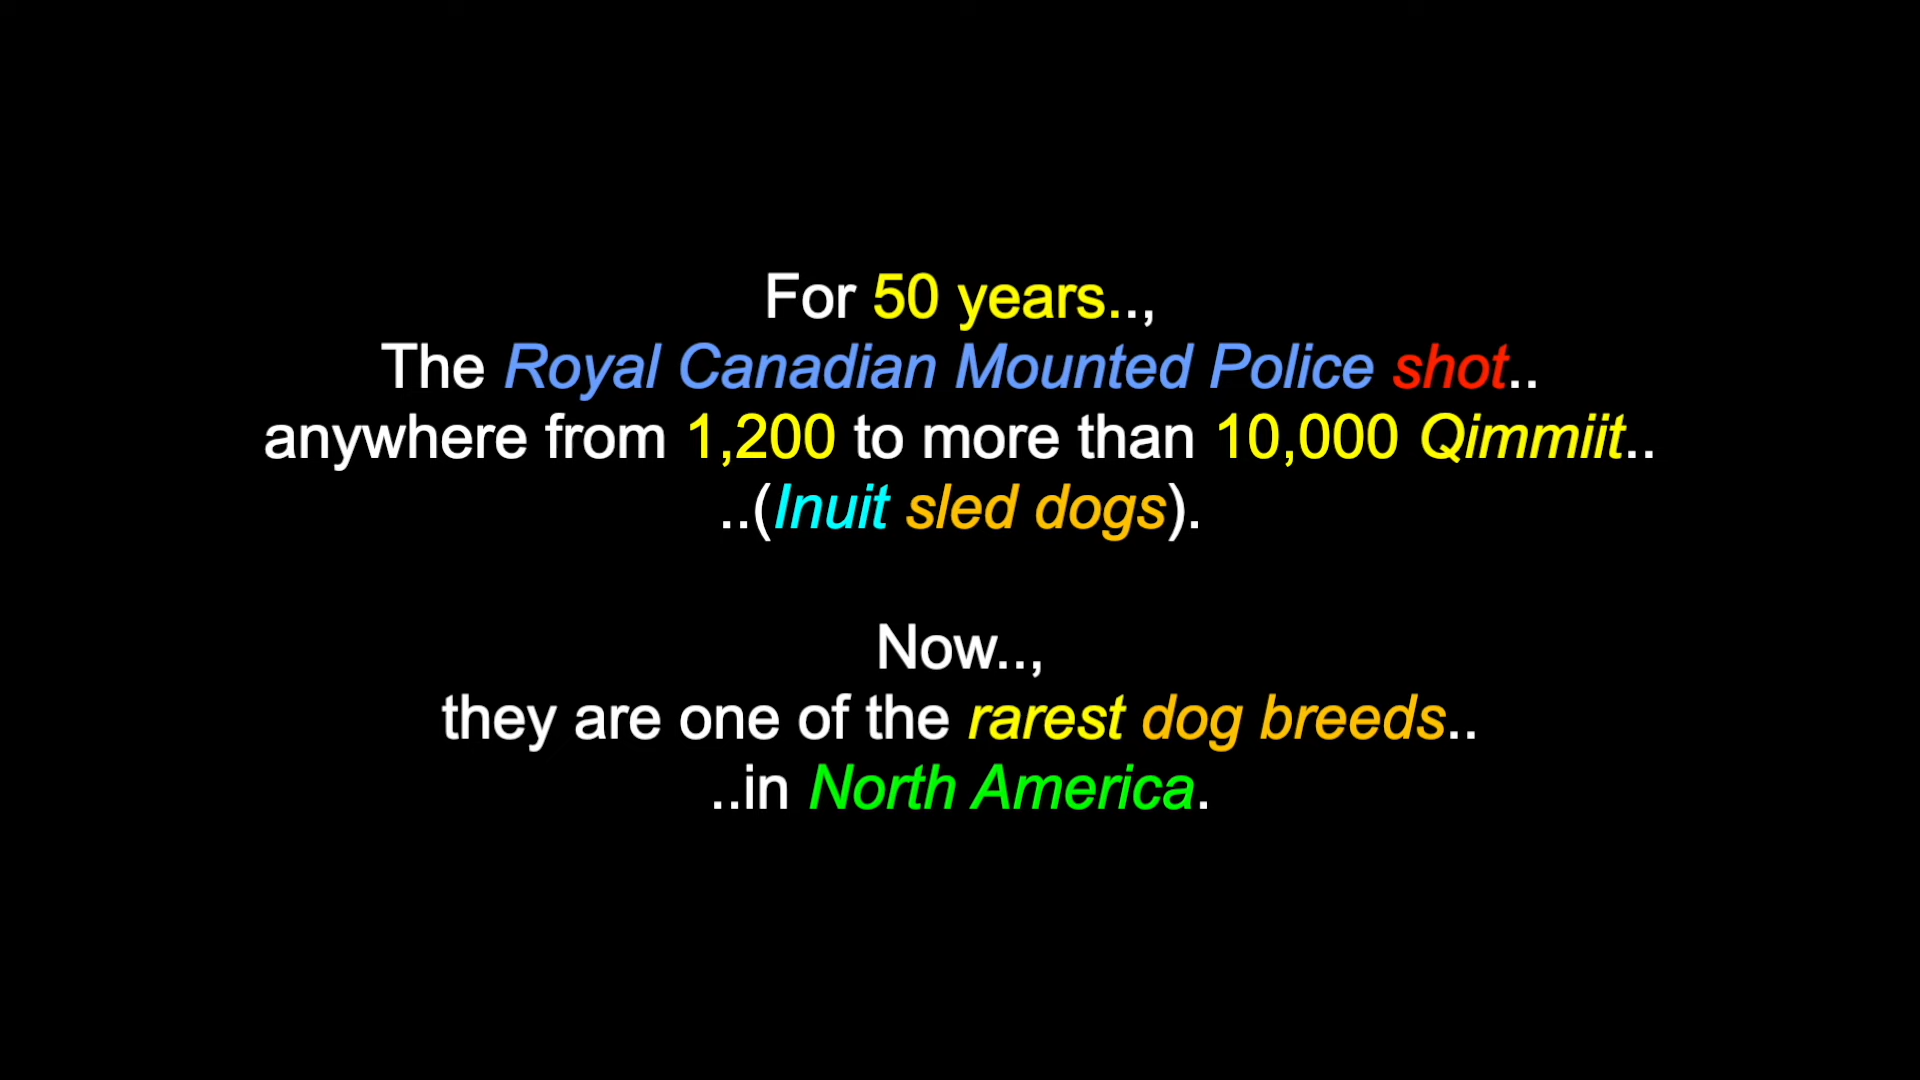 For 50 years..,
The Royal Canadian Mounted Police shot..
anywhere from 1,200 to more than 10,000 Qimmiit..
..(Inuit sled dogs).
Now..,
they are one of the rarest dog breeds..
..in North America.